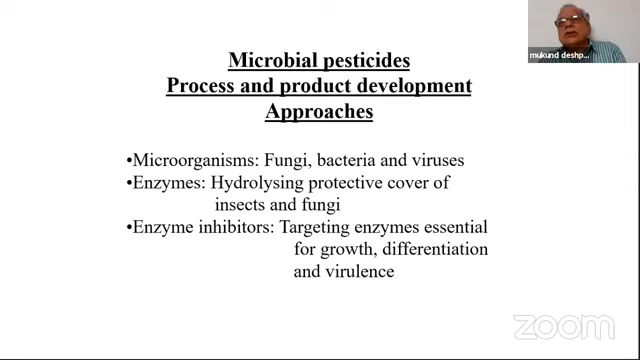 mukund deshp...
Microbial pesticides
Process and product development
Approaches
•Microorganisms: Fungi, bacteria and viruses
•Enzymes: Hydrolysing protective cover of
insects and fungi
•Enzyme inhibitors: Targeting enzymes essential
for growth, differentiation
and virulence
zoom